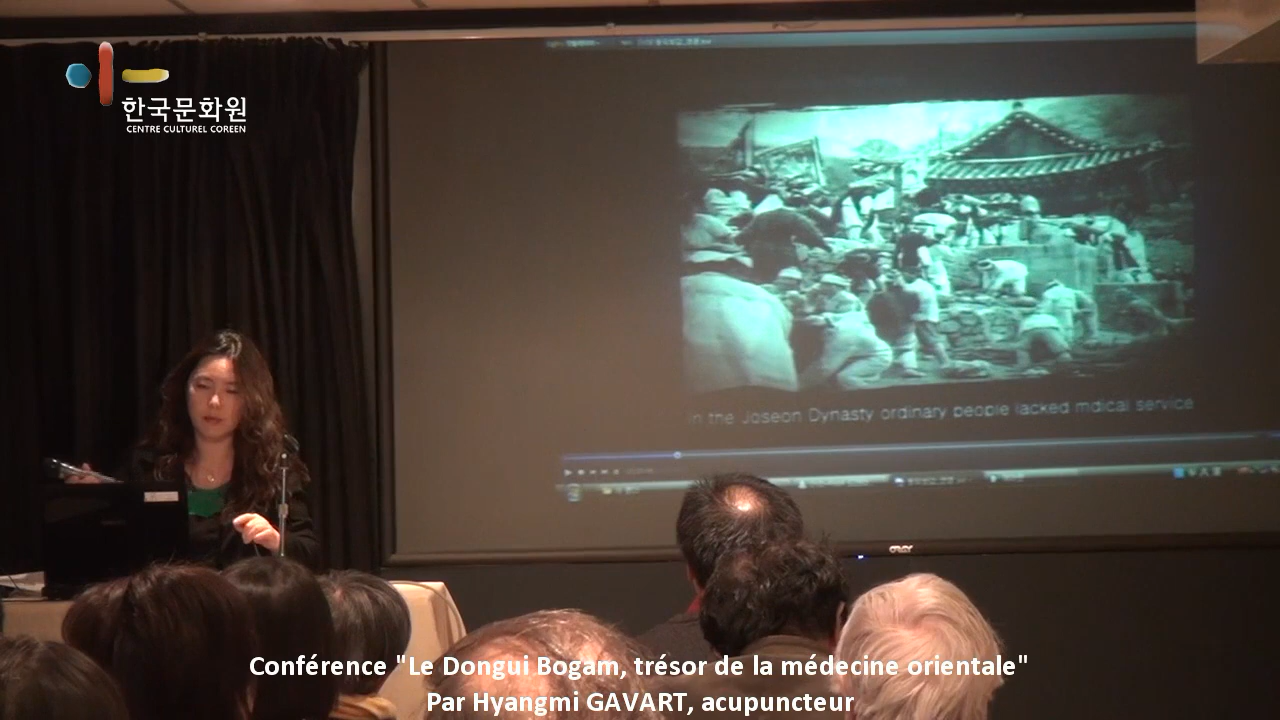 한국문화원
CENTRE CULTUREL COREEN
in the Joseon Dynasty ordinary people lacked mdical service
Conférence "Le Dongui Bogam, trésor de la médecine orientale"
Par Hyangmi GAVART, acupuncteur